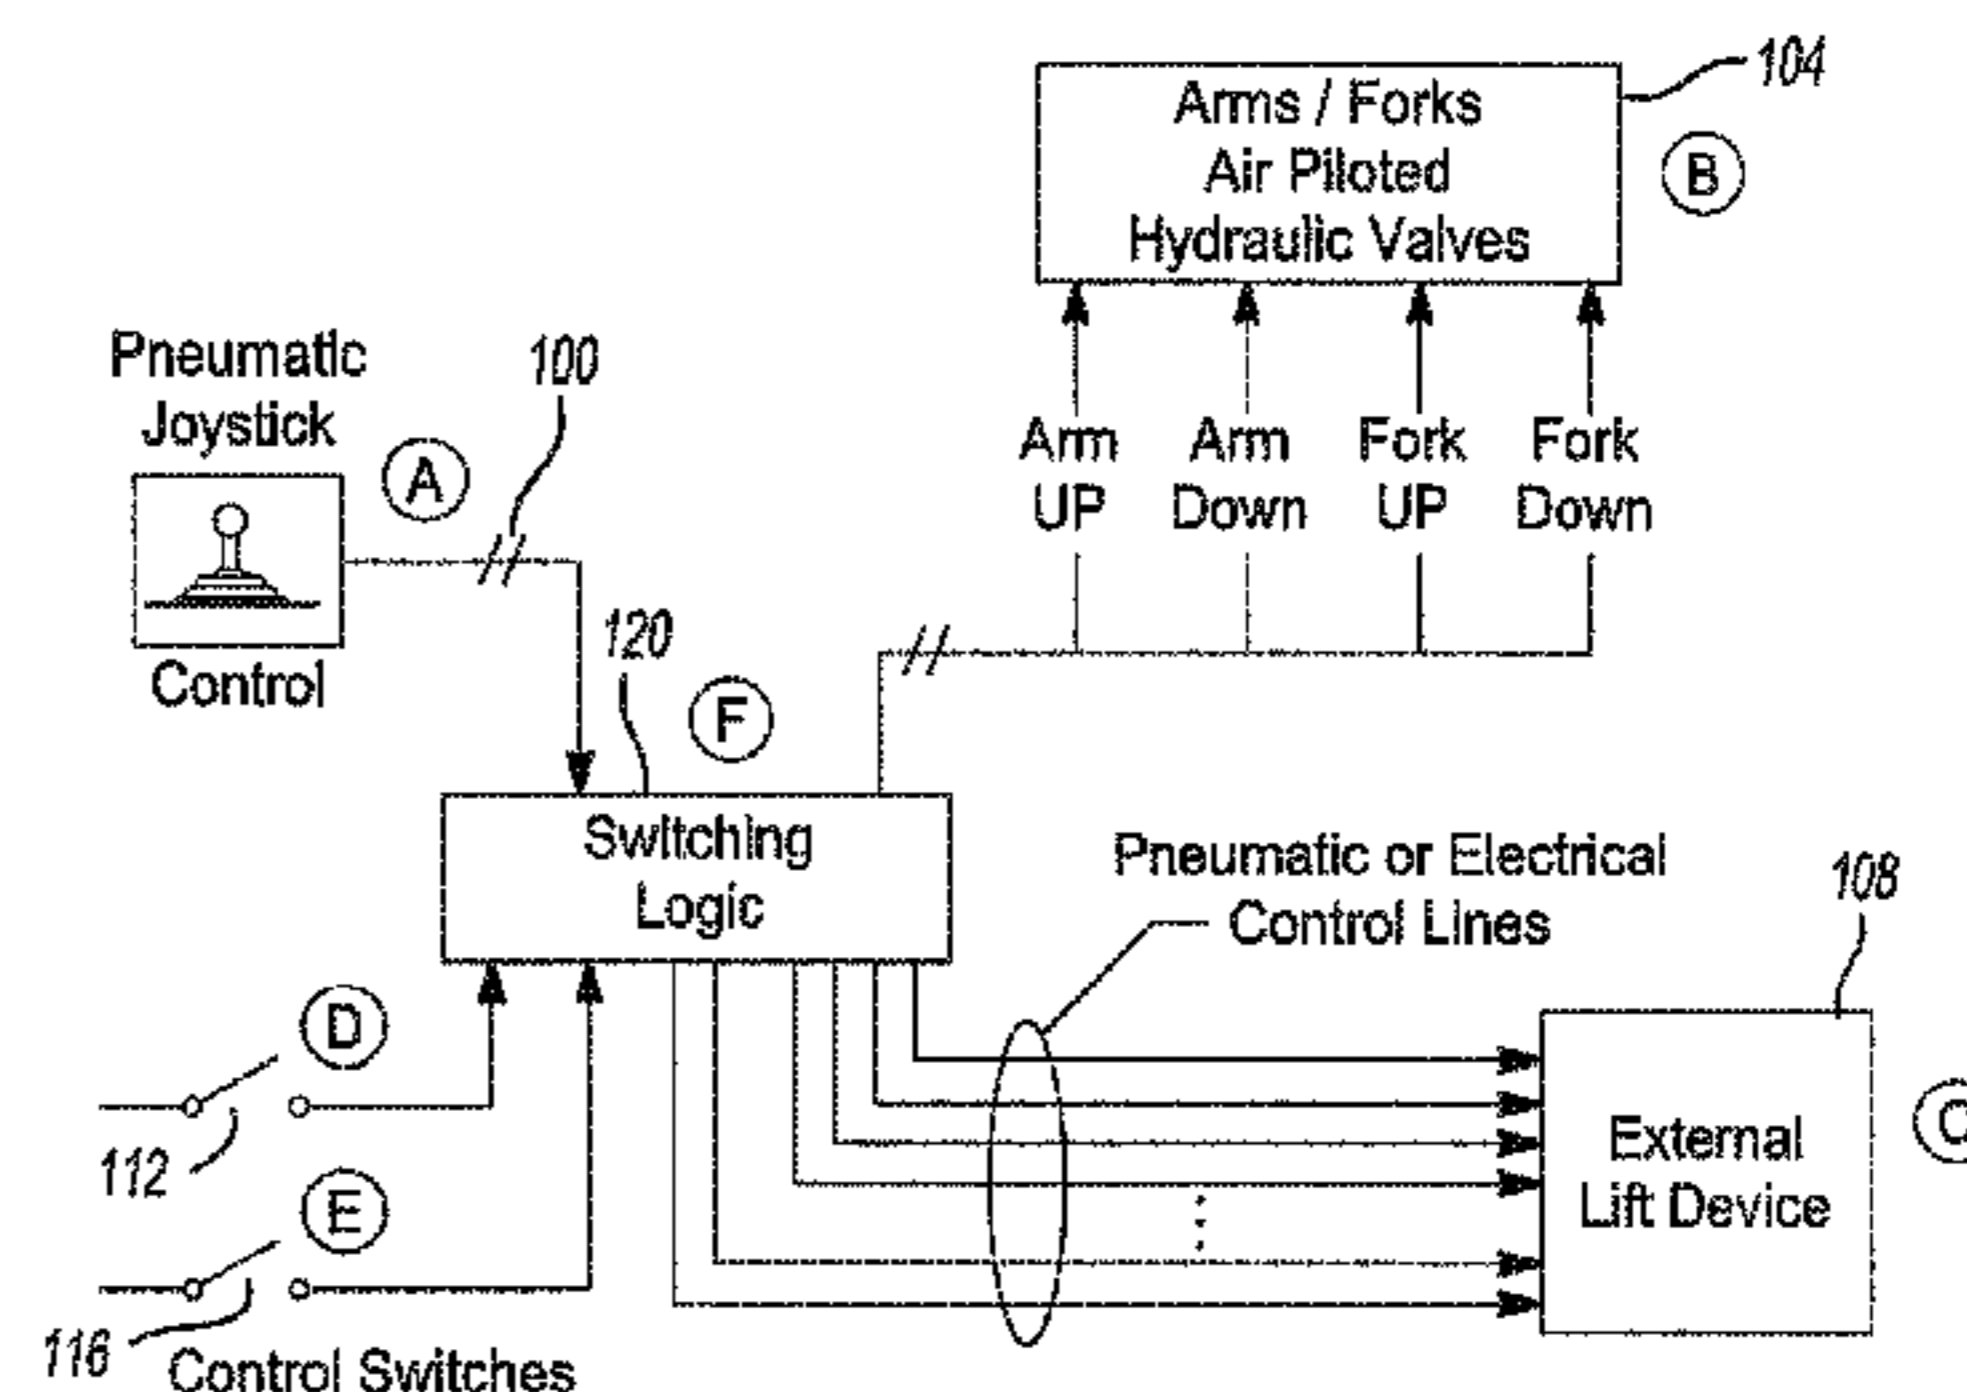 104
Arms / Forks
Air Piloted
Hydraulic Valves
B
Pneumatic
Joystick
100
A
Control
Arm
UP
Arm
Down
Fork
UP
Fork
Down
120
F
Switching
Logic
Pneumatic or Electrical
Control Lines
108
D
112
E
116
Control Switches
External
Lift Device
C